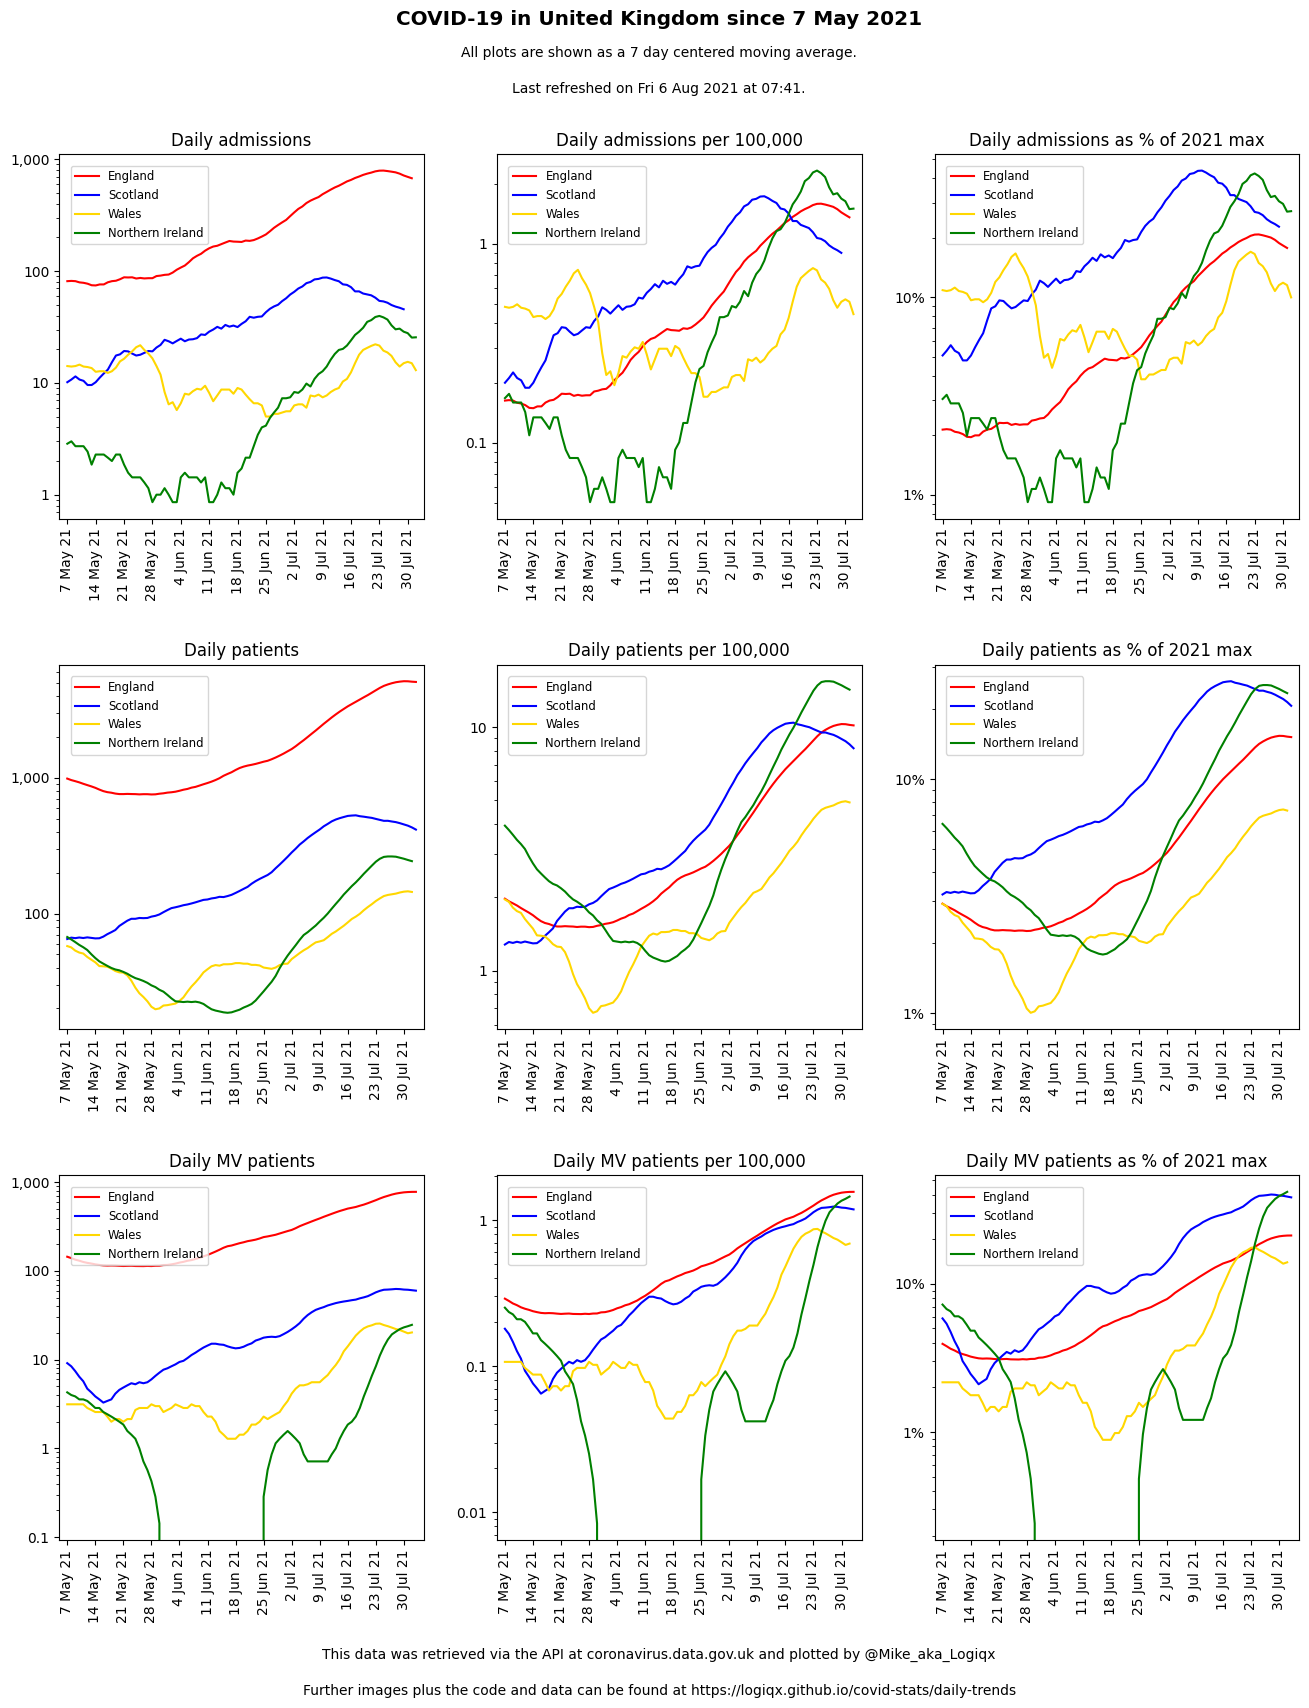 COVID-19 in United Kingdom since 7 May 2021
All plots are shown as a 7 day centered moving average.
Last refreshed on Fri 6 Aug 2021 at 07:41.
Daily admissions
1,000
100
10
1
England
Scotland
Wales
Northern Ireland
7 May 21
14 May 21
21 May 21
28 May 21
4 Jun 21
11 Jun 21
18 Jun 21
25 Jun 21
2 Jul 21
9 Jul 21
16 Jul 21
23 Jul 21
30 Jul 21
Daily admissions per 100,000
1
0.1
England
Scotland
Wales
Northern Ireland
7 May 21
14 May 21
21 May 21
28 May 21
4 Jun 21
11 Jun 21
18 Jun 21
25 Jun 21
2 Jul 21
9 Jul 21
16 Jul 21
23 Jul 21
30 Jul 21
Daily admissions as % of 2021 max
10%
1%
England
Scotland
Wales
Northern Ireland
7 May 21
14 May 21
21 May 21
28 May 21
4 Jun 21
11 Jun 21
18 Jun 21
25 Jun 21
2 Jul 21
9 Jul 21
16 Jul 21
23 Jul 21
30 Jul 21
Daily patients
1,000
100
England
Scotland
Wales
Northern Ireland
7 May 21
14 May 21
21 May 21
28 May 21
4 Jun 21
11 Jun 21
18 Jun 21
25 Jun 21
2 Jul 21
9 Jul 21
16 Jul 21
23 Jul 21
30 Jul 21
Daily patients per 100,000
10
1
England
Scotland
Wales
Northern Ireland
7 May 21
14 May 21
21 May 21
28 May 21
4 Jun 21
11 Jun 21
18 Jun 21
25 Jun 21
2 Jul 21
9 Jul 21
16 Jul 21
23 Jul 21
30 Jul 21
Daily patients as % of 2021 max
10%
1%
England
Scotland
Wales
Northern Ireland
7 May 21
14 May 21
21 May 21
28 May 21
4 Jun 21
11 Jun 21
18 Jun 21
25 Jun 21
2 Jul 21
9 Jul 21
16 Jul 21
23 Jul 21
30 Jul 21
Daily MV patients
1,000
100
10
1
0.1
England
Scotland
Wales
Northern Ireland
7 May 21
14 May 21
21 May 21
28 May 21
4 Jun 21
11 Jun 21
18 Jun 21
25 Jun 21
2 Jul 21
9 Jul 21
16 Jul 21
23 Jul 21
30 Jul 21
Daily MV patients per 100,000
1
0.1
0.01
England
Scotland
Wales
Northern Ireland
7 May 21
14 May 21
21 May 21
28 May 21
4 Jun 21
11 Jun 21
18 Jun 21
25 Jun 21
2 Jul 21
9 Jul 21
16 Jul 21
23 Jul 21
30 Jul 21
Daily MV patients as % of 2021 max
10%
1%
England
Scotland
Wales
Northern Ireland
7 May 21
14 May 21
21 May 21
28 May 21
4 Jun 21
11 Jun 21
18 Jun 21
25 Jun 21
2 Jul 21
9 Jul 21
16 Jul 21
23 Jul 21
30 Jul 21
This data was retrieved via the API at coronavirus.data.gov.uk and plotted by @Mike_aka_Logiqx
Further images plus the code and data can be found at https://logiqx.github.io/covid-stats/daily-trends